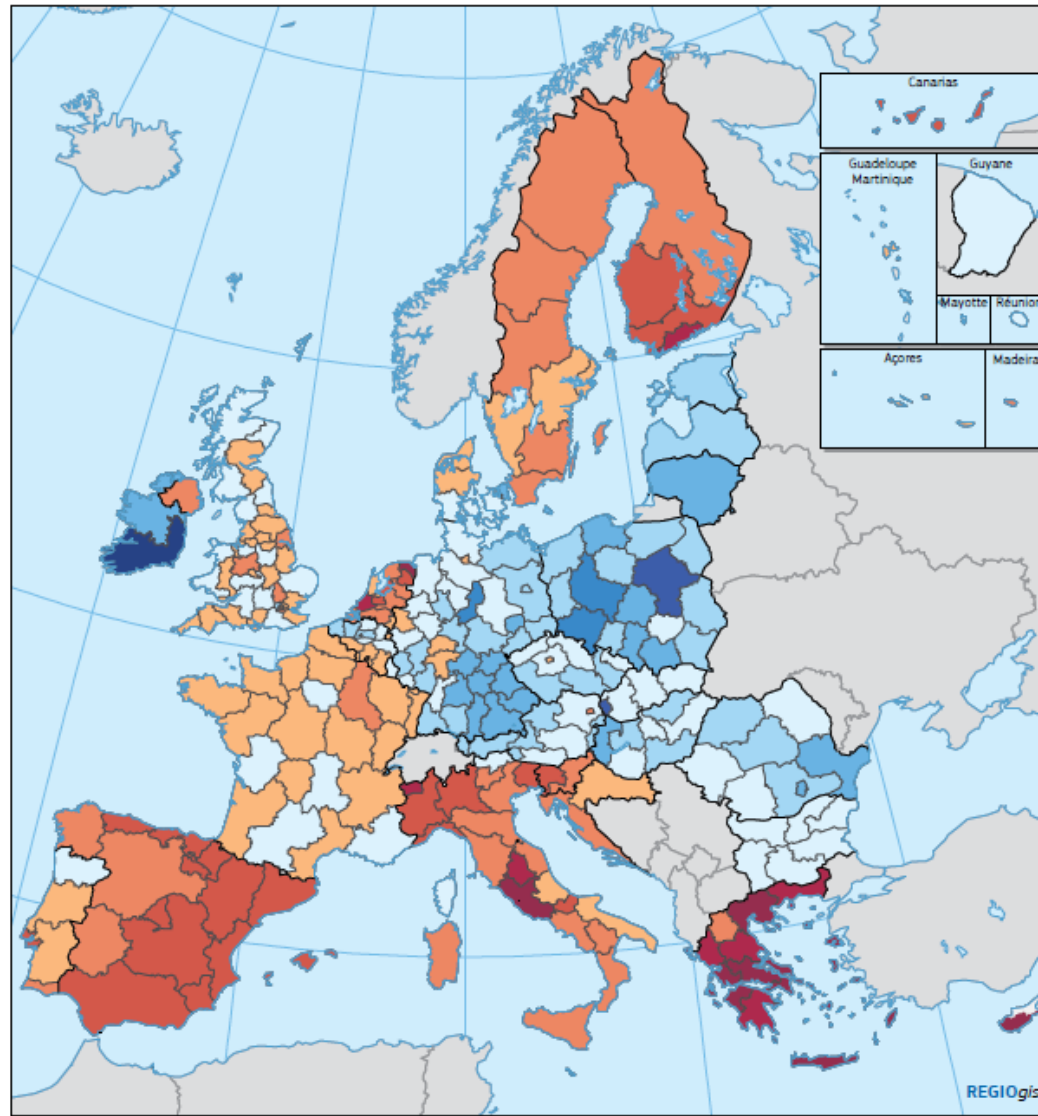 Canarias
Guadeloupe
Martinique
Guyane
Mayotte
Réunion
Açores
Madeira
REGIOgis